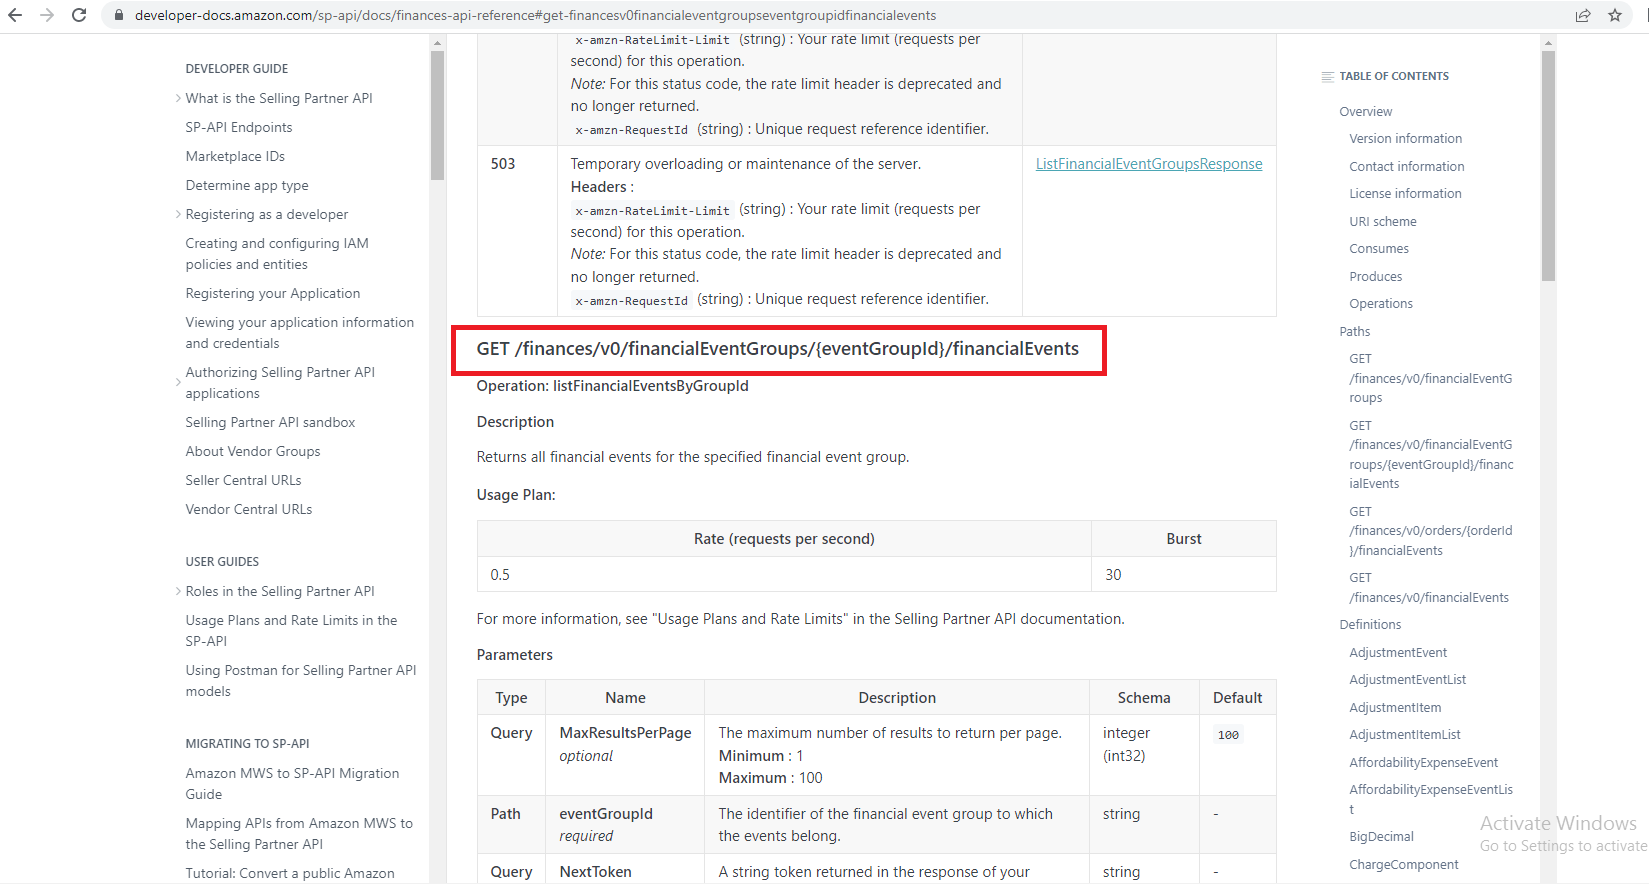 developer-docs.amazon.com/sp-api/docs/finances-api-reference#get-financesv0financialeventgroupseventgroupidfinancialevents
DEVELOPER GUIDE
What is the Selling Partner API
SP-API Endpoints
Marketplace IDs
Determine app type
Registering as a developer
Creating and configuring IAM
policies and entities
Registering your Application
Viewing your application information
and credentials
Authorizing Selling Partner API
applications
Selling Partner API sandbox
About Vendor Groups
Seller Central URLs
Vendor Central URLs
USER GUIDES
Roles in the Selling Partner API
Usage Plans and Rate Limits in the
SP-API
Using Postman for Selling Partner API
models
MIGRATING TO SP-API
Amazon MWS to SP-API Migration
Guide
Mapping APIs from Amazon MWS to
the Selling Partner API
Tutorial: Convert a public Amazon
x-amzn-RateLimit-Limit (string) : Your rate limit (requests per
second) for this operation.
Note: For this status code, the rate limit header is deprecated and
no longer returned.
x-amzn-RequestId (string) : Unique request reference identifier.
503
Temporary overloading or maintenance of the server.
Headers :
x-amzn-RateLimit-Limit (string) : Your rate limit (requests per
second) for this operation.
Note: For this status code, the rate limit header is deprecated and
no longer returned.
x-amzn-RequestId (string) : Unique request reference identifier.
ListFinancialEventGroupsResponse
GET /finances/v0/financialEventGroups/{eventGroupId}/financialEvents
Operation: listFinancialEventsByGroupId
Description
Returns all financial events for the specified financial event group.
Usage Plan:
Rate (requests per second) Burst
0.5 30
For more information, see "Usage Plans and Rate Limits" in the Selling Partner API documentation.
Parameters
Type Name Description Schema Default
Query MaxResultsPerPage The maximum number of results to return per page. integer 100
optional Minimum : 1 (int32)
Maximum : 100
Path eventGroupId The identifier of the financial event group to which string -
required the events belong.
Query NextToken A string token returned in the response of your string -
TABLE OF CONTENTS
Overview
Version information
Contact information
License information
URI scheme
Consumes
Produces
Operations
Paths
GET
/finances/v0/financialEventG
roups
GET
/finances/v0/financialEventG
roups/{eventGroupId}/financ
ialEvents
GET
/finances/v0/orders/{orderId
}/financialEvents
GET
/finances/v0/financialEvents
Definitions
AdjustmentEvent
AdjustmentEventList
AdjustmentItem
AdjustmentItemList
AffordabilityExpenseEvent
AffordabilityExpenseEventLis
t
BigDecimal
ChargeComponent
Activate Windows
Go to Settings to activate